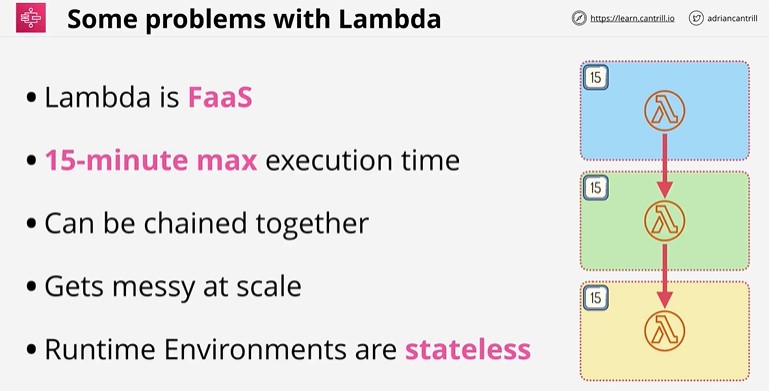 Some problems with Lambda
https://learn.cantrill.io
adriancantrill
• Lambda is FaaS
• 15-minute max execution time
• Can be chained together
• Gets messy at scale
• Runtime Environments are stateless
15
15
15